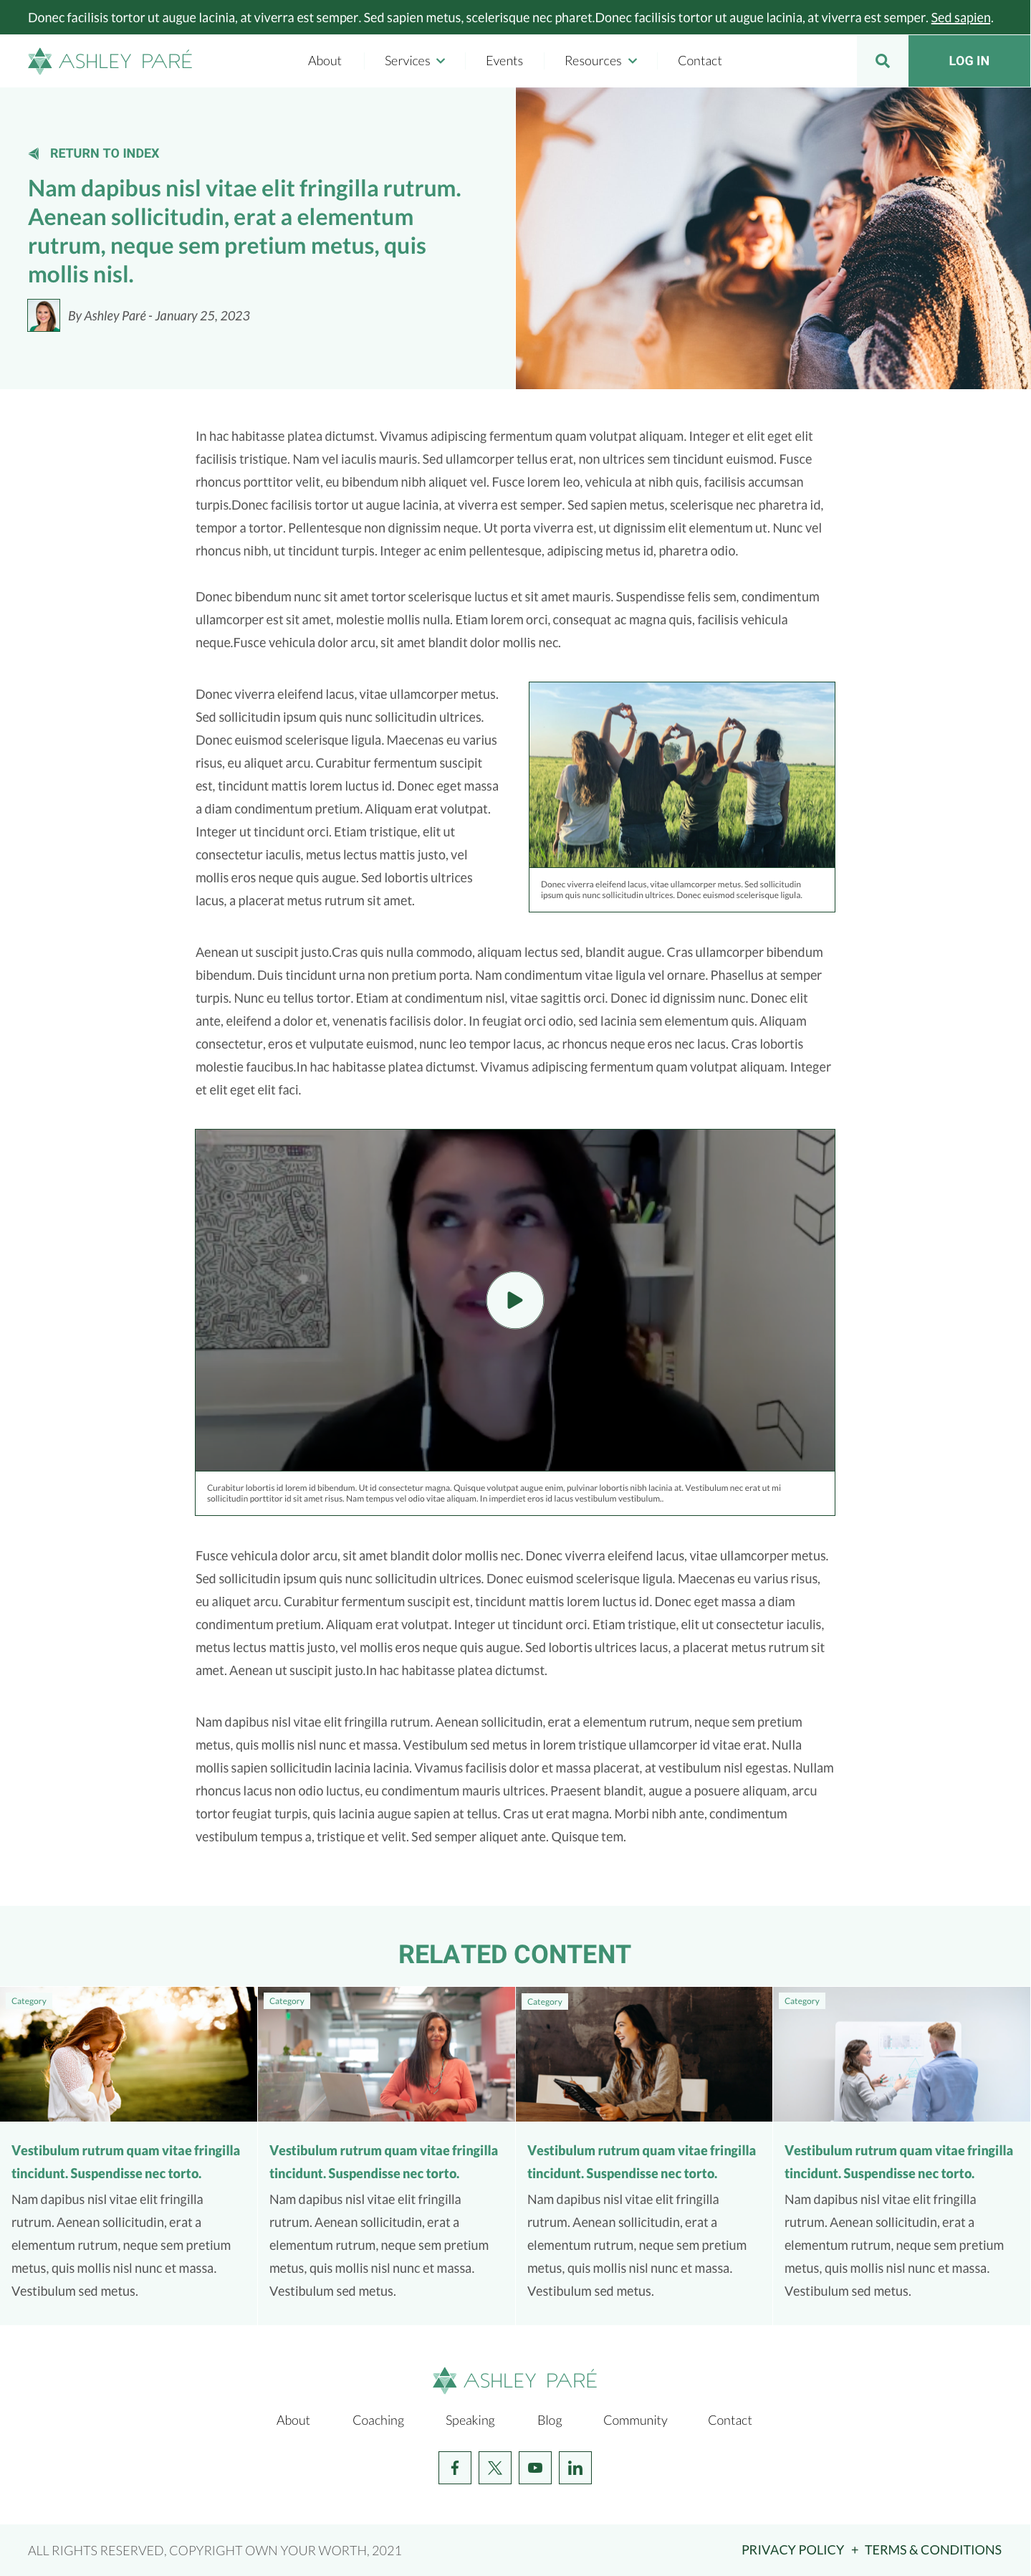 Donec facilisis tortor ut augue lacinia, at viverra est semper. Sed sapien metus, scelerisque nec pharet.Donec facilisis tortor ut augue lacinia, at viverra est semper. Sed sapien.
ASHLEY PARÉ
About
Services
Events
Resources
Contact
LOG IN
RETURN TO INDEX
Nam dapibus nisl vitae elit fringilla rutrum.
Aenean sollicitudin, erat a elementum
rutrum, neque sem pretium metus, quis
mollis nisl.
By Ashley Paré - January 25, 2023
In hac habitasse platea dictumst. Vivamus adipiscing fermentum quam volutpat aliquam. Integer et elit eget elit
facilisis tristique. Nam vel iaculis mauris. Sed ullamcorper tellus erat, non ultrices sem tincidunt euismod. Fusce
rhoncus porttitor velit, eu bibendum nibh aliquet vel. Fusce lorem leo, vehicula at nibh quis, facilisis accumsan
turpis.Donec facilisis tortor ut augue lacinia, at viverra est semper. Sed sapien metus, scelerisque nec pharetra id,
tempor a tortor. Pellentesque non dignissim neque. Ut porta viverra est, ut dignissim elit elementum ut. Nunc vel
rhoncus nibh, ut tincidunt turpis. Integer ac enim pellentesque, adipiscing metus id, pharetra odio.
Donec bibendum nunc sit amet tortor scelerisque luctus et sit amet mauris. Suspendisse felis sem, condimentum
ullamcorper est sit amet, molestie mollis nulla. Etiam lorem orci, consequat ac magna quis, facilisis vehicula
neque.Fusce vehicula dolor arcu, sit amet blandit dolor mollis nec.
Donec viverra eleifend lacus, vitae ullamcorper metus.
Sed sollicitudin ipsum quis nunc sollicitudin ultrices.
Donec euismod scelerisque ligula. Maecenas eu varius
risus, eu aliquet arcu. Curabitur fermentum suscipit
est, tincidunt mattis lorem luctus id. Donec eget massa
a diam condimentum pretium. Aliquam erat volutpat.
Integer ut tincidunt orci. Etiam tristique, elit ut
consectetur iaculis, metus lectus mattis justo, vel
mollis eros neque quis augue. Sed lobortis ultrices
lacus, a placerat metus rutrum sit amet.
Donec viverra eleifend lacus, vitae ullamcorper metus. Sed sollicitudin
ipsum quis nunc sollicitudin ultrices. Donec euismod scelerisque ligula.
Aenean ut suscipit justo.Cras quis nulla commodo, aliquam lectus sed, blandit augue. Cras ullamcorper bibendum
bibendum. Duis tincidunt urna non pretium porta. Nam condimentum vitae ligula vel ornare. Phasellus at semper
turpis. Nunc eu tellus tortor. Etiam at condimentum nisl, vitae sagittis orci. Donec id dignissim nunc. Donec elit
ante, eleifend a dolor et, venenatis facilisis dolor. In feugiat orci odio, sed lacinia sem elementum quis. Aliquam
consectetur, eros et vulputate euismod, nunc leo tempor lacus, ac rhoncus neque eros nec lacus. Cras lobortis
molestie faucibus.In hac habitasse platea dictumst. Vivamus adipiscing fermentum quam volutpat aliquam. Integer
et elit eget elit faci.
Curabitur lobortis id lorem id bibendum. Ut id consectetur magna. Quisque volutpat augue enim, pulvinar lobortis nibh lacinia at. Vestibulum nec erat ut mi
sollicitudin porttitor id sit amet risus. Nam tempus vel odio vitae aliquam. In imperdiet eros id lacus vestibulum vestibulum..
Fusce vehicula dolor arcu, sit amet blandit dolor mollis nec. Donec viverra eleifend lacus, vitae ullamcorper metus.
Sed sollicitudin ipsum quis nunc sollicitudin ultrices. Donec euismod scelerisque ligula. Maecenas eu varius risus,
eu aliquet arcu. Curabitur fermentum suscipit est, tincidunt mattis lorem luctus id. Donec eget massa a diam
condimentum pretium. Aliquam erat volutpat. Integer ut tincidunt orci. Etiam tristique, elit ut consectetur iaculis,
metus lectus mattis justo, vel mollis eros neque quis augue. Sed lobortis ultrices lacus, a placerat metus rutrum sit
amet. Aenean ut suscipit justo.In hac habitasse platea dictumst.
Nam dapibus nisl vitae elit fringilla rutrum. Aenean sollicitudin, erat a elementum rutrum, neque sem pretium
metus, quis mollis nisl nunc et massa. Vestibulum sed metus in lorem tristique ullamcorper id vitae erat. Nulla
mollis sapien sollicitudin lacinia lacinia. Vivamus facilisis dolor et massa placerat, at vestibulum nisl egestas. Nullam
rhoncus lacus non odio luctus, eu condimentum mauris ultrices. Praesent blandit, augue a posuere aliquam, arcu
tortor feugiat turpis, quis lacinia augue sapien at tellus. Cras ut erat magna. Morbi nibh ante, condimentum
vestibulum tempus a, tristique et velit. Sed semper aliquet ante. Quisque tem.
RELATED CONTENT
Category
Vestibulum rutrum quam vitae fringilla
tincidunt. Suspendisse nec torto.
Nam dapibus nisl vitae elit fringilla
rutrum. Aenean sollicitudin, erat a
elementum rutrum, neque sem pretium
metus, quis mollis nisl nunc et massa.
Vestibulum sed metus.
Category
Vestibulum rutrum quam vitae fringilla
tincidunt. Suspendisse nec torto.
Nam dapibus nisl vitae elit fringilla
rutrum. Aenean sollicitudin, erat a
elementum rutrum, neque sem pretium
metus, quis mollis nisl nunc et massa.
Vestibulum sed metus.
Category
Vestibulum rutrum quam vitae fringilla
tincidunt. Suspendisse nec torto.
Nam dapibus nisl vitae elit fringilla
rutrum. Aenean sollicitudin, erat a
elementum rutrum, neque sem pretium
metus, quis mollis nisl nunc et massa.
Vestibulum sed metus.
Category
Vestibulum rutrum quam vitae fringilla
tincidunt. Suspendisse nec torto.
Nam dapibus nisl vitae elit fringilla
rutrum. Aenean sollicitudin, erat a
elementum rutrum, neque sem pretium
metus, quis mollis nisl nunc et massa.
Vestibulum sed metus.
ASHLEY PARÉ
About
Coaching
Speaking
Blog
Community
Contact
ALL RIGHTS RESERVED, COPYRIGHT OWN YOUR WORTH, 2021
PRIVACY POLICY + TERMS & CONDITIONS